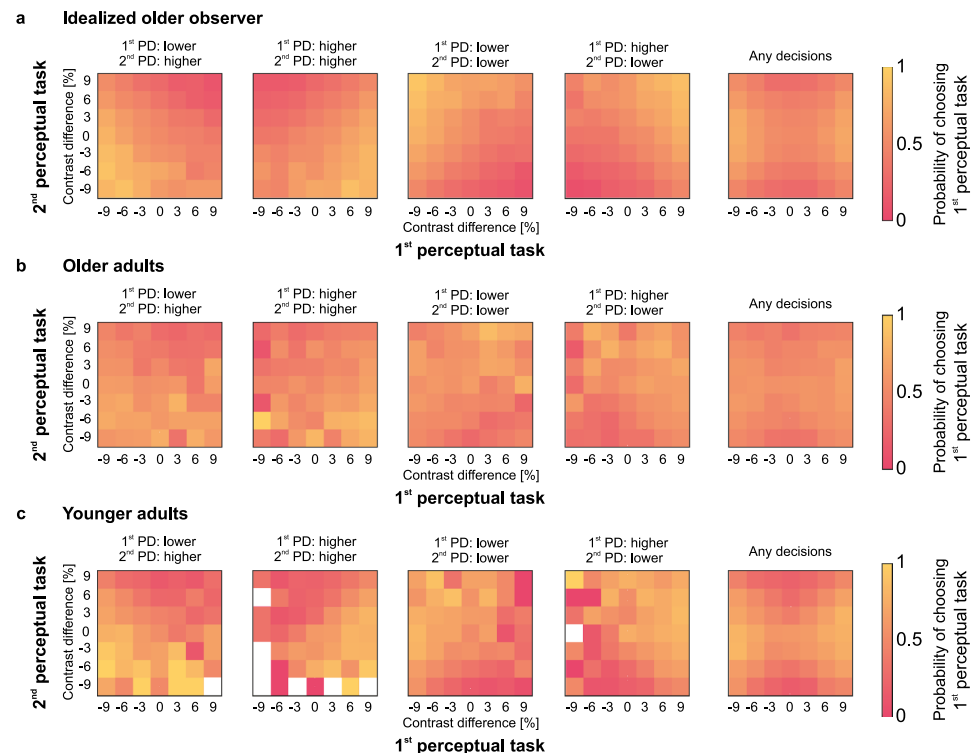 a Idealized older observer
1st PD: lower
2nd PD: higher
1st PD: higher
2nd PD: higher
1st PD: lower
2nd PD: lower
1st PD: higher
2nd PD: lower
Any decisions
2nd perceptual task
Contrast difference [%]
9
6
3
0
-3
-6
-9
-9 -6 -3 0 3 6 9
-9 -6 -3 0 3 6 9
-9 -6 -3 0 3 6 9
-9 -6 -3 0 3 6 9
-9 -6 -3 0 3 6 9
Contrast difference [%]
1st perceptual task
1
0.5
0
Probability of choosing
1st perceptual task
b Older adults
1st PD: lower
2nd PD: higher
1st PD: higher
2nd PD: higher
1st PD: lower
2nd PD: lower
1st PD: higher
2nd PD: lower
Any decisions
2nd perceptual task
Contrast difference [%]
9
6
3
0
-3
-6
-9
-9 -6 -3 0 3 6 9
-9 -6 -3 0 3 6 9
-9 -6 -3 0 3 6 9
-9 -6 -3 0 3 6 9
-9 -6 -3 0 3 6 9
Contrast difference [%]
1st perceptual task
1
0.5
0
Probability of choosing
1st perceptual task
c Younger adults
1st PD: lower
2nd PD: higher
1st PD: higher
2nd PD: higher
1st PD: lower
2nd PD: lower
1st PD: higher
2nd PD: lower
Any decisions
2nd perceptual task
Contrast difference [%]
9
6
3
0
-3
-6
-9
-9 -6 -3 0 3 6 9
-9 -6 -3 0 3 6 9
-9 -6 -3 0 3 6 9
-9 -6 -3 0 3 6 9
-9 -6 -3 0 3 6 9
Contrast difference [%]
1st perceptual task
1
0.5
0
Probability of choosing
1st perceptual task